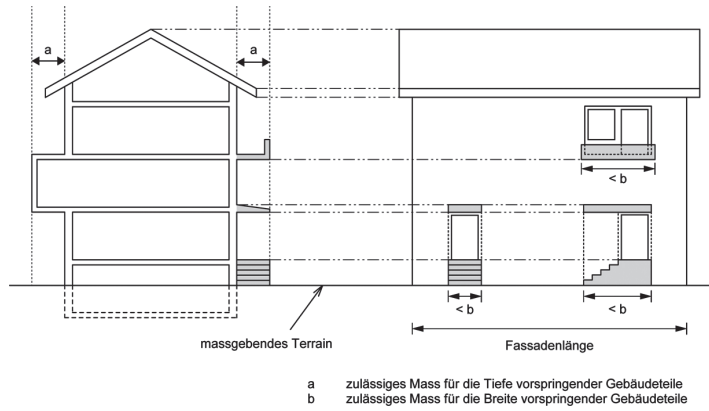 a
a
< b
< b
< b
massgebendes Terrain
Fassadenlänge
a zulässiges Mass für die Tiefe vorspringender Gebäudeteile
b zulässiges Mass für die Breite vorspringender Gebäudeteile